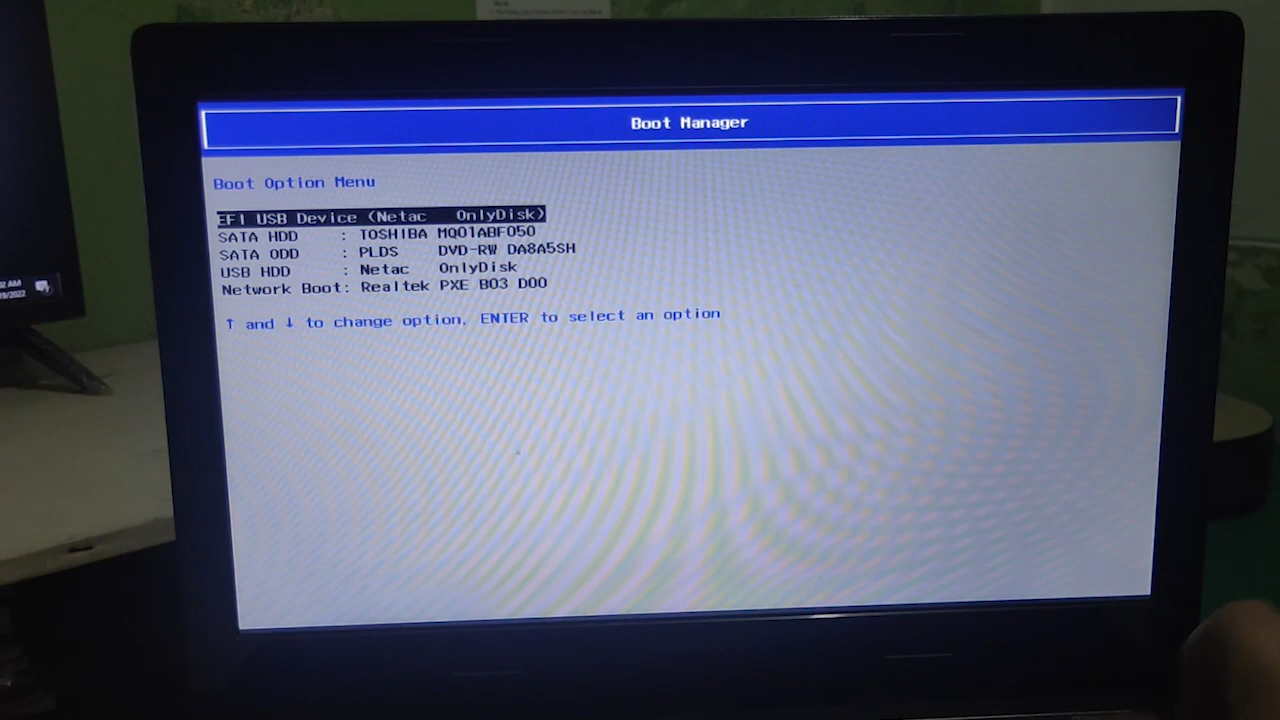 Boot Manager
Boot Option Menu
EFI USB Device (Netac OnlyDisk)
SATA HDD : TOSHIBA MQ01ABF050
SATA ODD : PLDS DVD-RW DA8A5SH
USB HDD : Netac OnlyDisk
Network Boot: Realtek PXE B03 D00
↑ and ↓ to change option, ENTER to select an option
AM
/2022